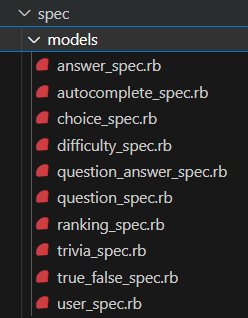 spec
models
answer_spec.rb
autocomplete_spec.rb
choice_spec.rb
difficulty_spec.rb
question_answer_spec.rb
question_spec.rb
ranking_spec.rb
trivia_spec.rb
true_false_spec.rb
user_spec.rb